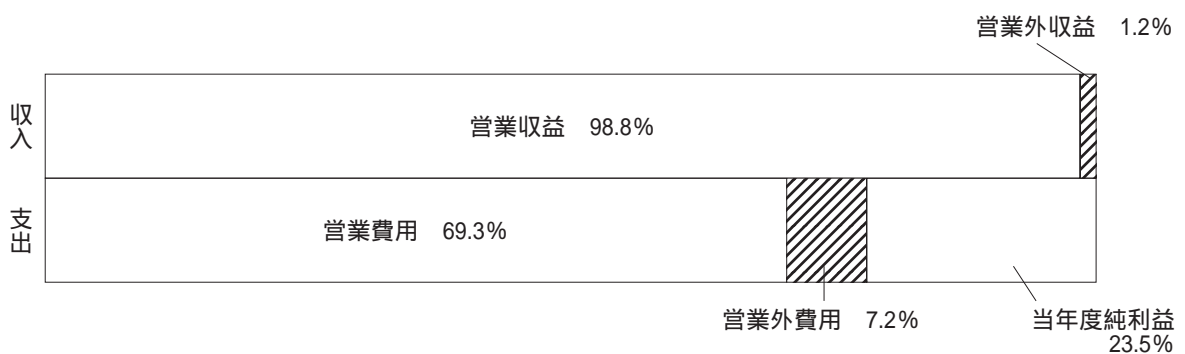 営業外収益 1.2%
収入
営業収益 98.8%
支出
営業費用 69.3%
営業外費用 7.2%
当年度純利益
23.5%